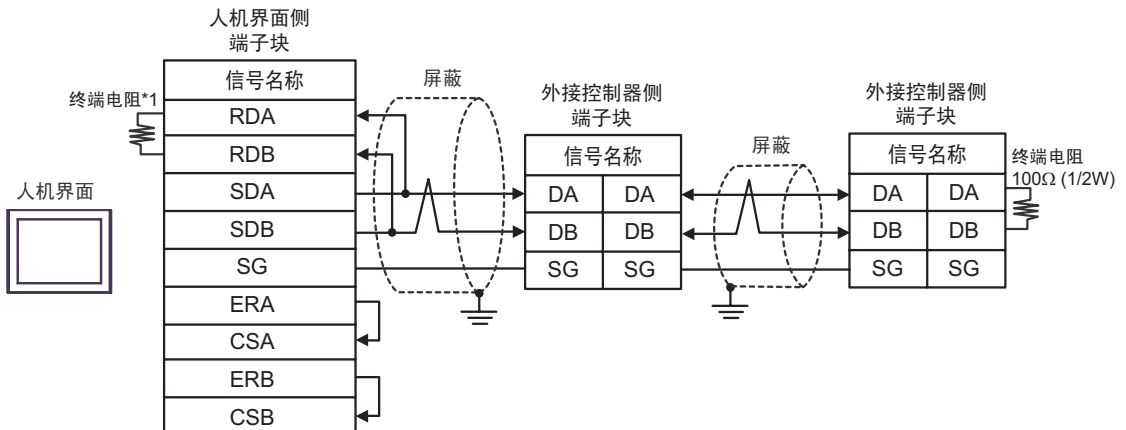 人机界面侧
端子块
信号名称
终端电阻*1
RDA
RDB
SDA
SDB
SG
ERA
CSA
ERB
CSB
人机界面
屏蔽
外接控制器侧
端子块
信号名称
DA DA
DB DB
SG SG
屏蔽
外接控制器侧
端子块
信号名称
DA DA
DB DB
SG SG
终端电阻
100Ω (1/2W)